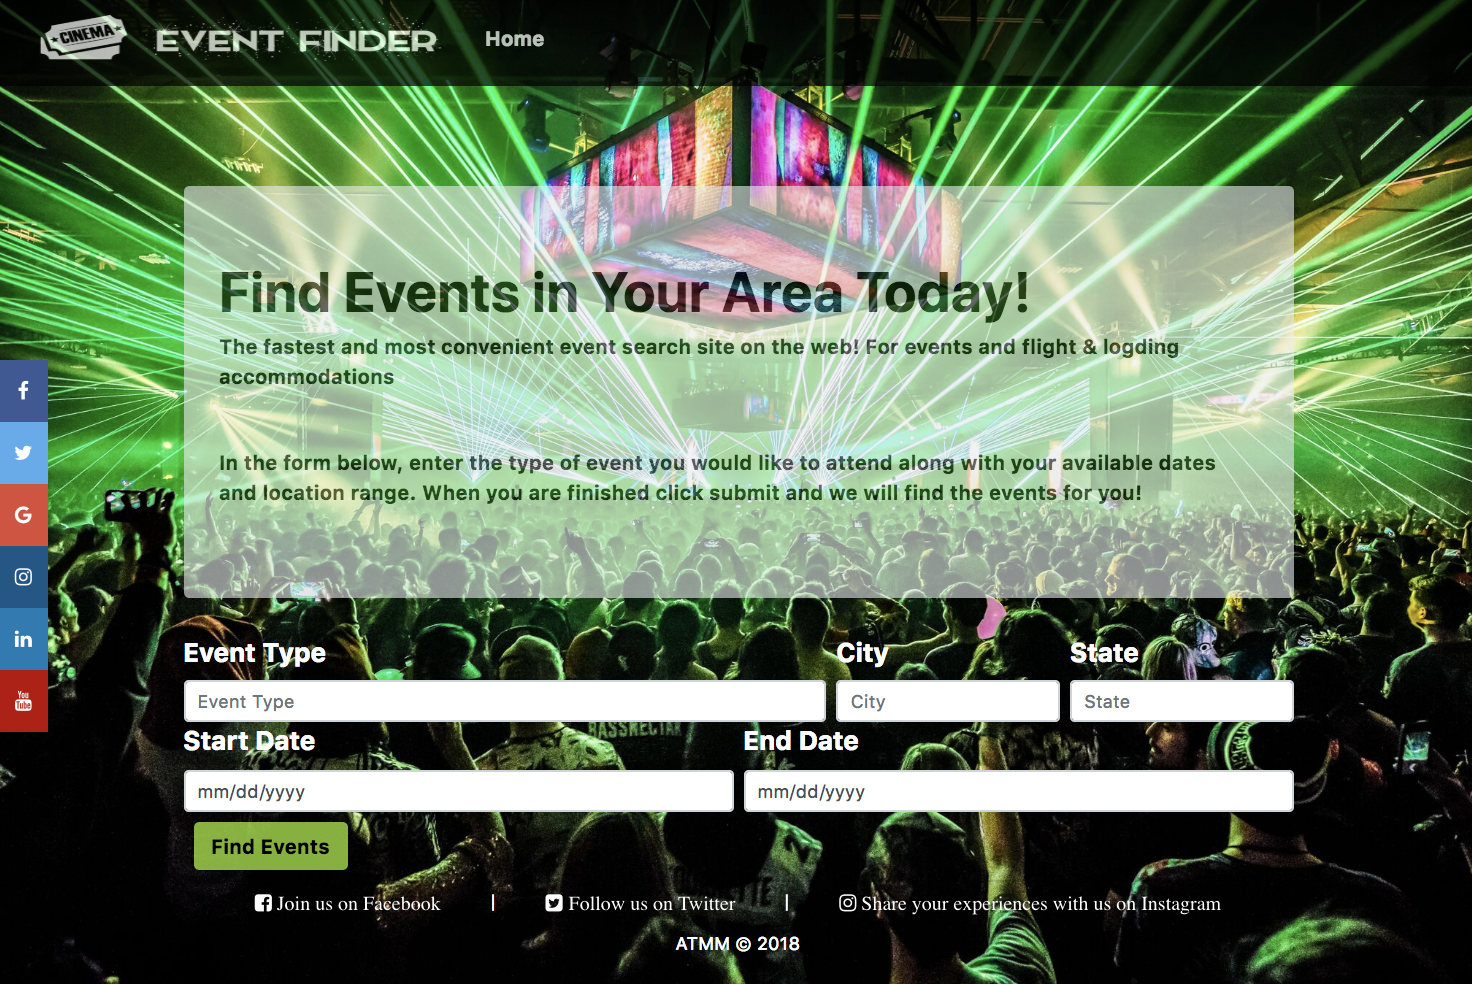 CINEMA
EVENT FINDER
Home
Find Events in Your Area Today!
The fastest and most convenient event search site on the web! For events and flight & logding
accommodations
In the form below, enter the type of event you would like to attend along with your available dates
and location range. When you are finished click submit and we will find the events for you!
You
Tube
Event Type
City
State
Event Type
City
State
BASSNECTAR
Start Date
End Date
mm/dd/yyyy
mm/dd/yyyy
Find Events
Join us on Facebook | Follow us on Twitter | Share your experiences with us on Instagram
ATMM © 2018